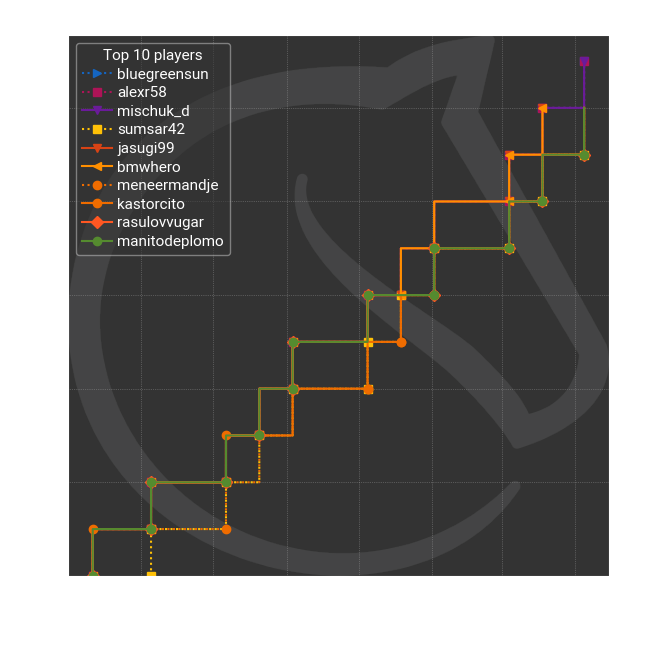 Top 10 players
bluegreensun
alexr58
mischuk_d
sumsar42
jasugi99
bmwhero
meneermandje
kastorcito
rasulovvugar
manitodeplomo